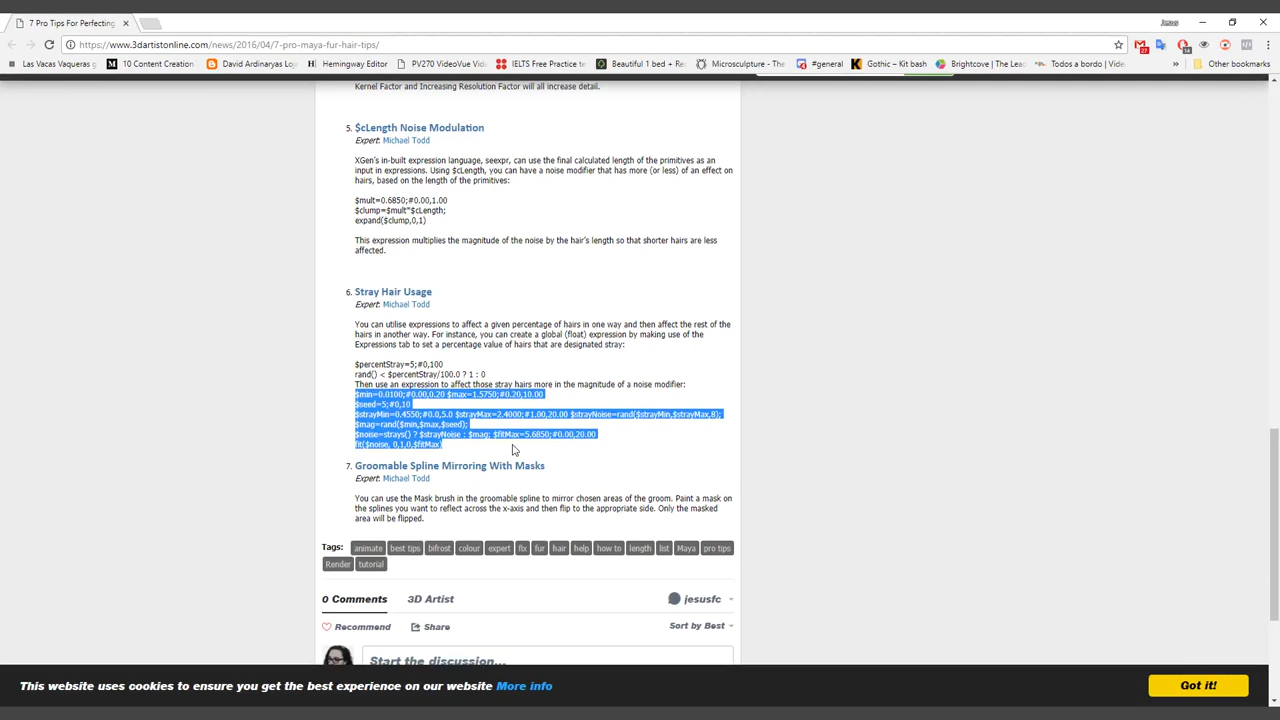 7 Pro Tips For Perfecting
Jesus
https://www.3dartistonline.com/news/2016/04/7-pro-maya-fur-hair-tips/
Las Vacas Vaqueras
10 Content Creation
David Ardinaryas Loj
Hemingway Editor
PV270 VideoVue Vid
IELTS Free Practice te
Beautiful 1 bed + Re
Microsculpture - The
#general
Gothic – Kit bash
Brightcove | The Lea
Todos a bordo | Vide
»
Other bookmarks
Kernel Factor and Increasing Resolution Factor will all increase detail.
5. $cLength Noise Modulation
Expert: Michael Todd
XGen's in-built expression language, seexpr, can use the final calculated length of the primitives as an
input in expressions. Using $cLength, you can have a noise modifier that has more (or less) of an effect on
hairs, based on the length of the primitives:
$mult=0.6850;#0.00,1.00
$clump=$mult*$cLength;
expand($clump,0,1)
This expression multiplies the magnitude of the noise by the hair's length so that shorter hairs are less
affected.
6. Stray Hair Usage
Expert: Michael Todd
You can utilise expressions to affect a given percentage of hairs in one way and then affect the rest of the
hairs in another way. For instance, you can create a global (float) expression by making use of the
Expressions tab to set a percentage value of hairs that are designated stray:
$percentStray=5;#0,100
rand() < $percentStray/100.0 ? 1 : 0
Then use an expression to affect those stray hairs more in the magnitude of a noise modifier:
$min=0.0100;#0.00,0.20 $max=1.5750;#0.20,10.00
$seed=5;#0,10
$strayMin=0.4550;#0.0,5.0 $strayMax=2.4000;#1.00,20.00 $strayNoise=rand($strayMin,$strayMax,8);
$mag=rand($min,$max,$seed);
$noise=strays() ? $strayNoise : $mag; $fitMax=5.6850;#0.00,20.00
fit($noise, 0,1,0,$fitMax)
7. Groomable Spline Mirroring With Masks
Expert: Michael Todd
You can use the Mask brush in the groomable spline to mirror chosen areas of the groom. Paint a mask on
the splines you want to reflect across the x-axis and then flip to the appropriate side. Only the masked
area will be flipped.
Tags: animate best tips bifrost colour expert fix fur hair help how to length list Maya pro tips
Render tutorial
0 Comments 3D Artist jesusfc
Recommend Share Sort by Best
Start the discussion...
This website uses cookies to ensure you get the best experience on our website More info
Got it!